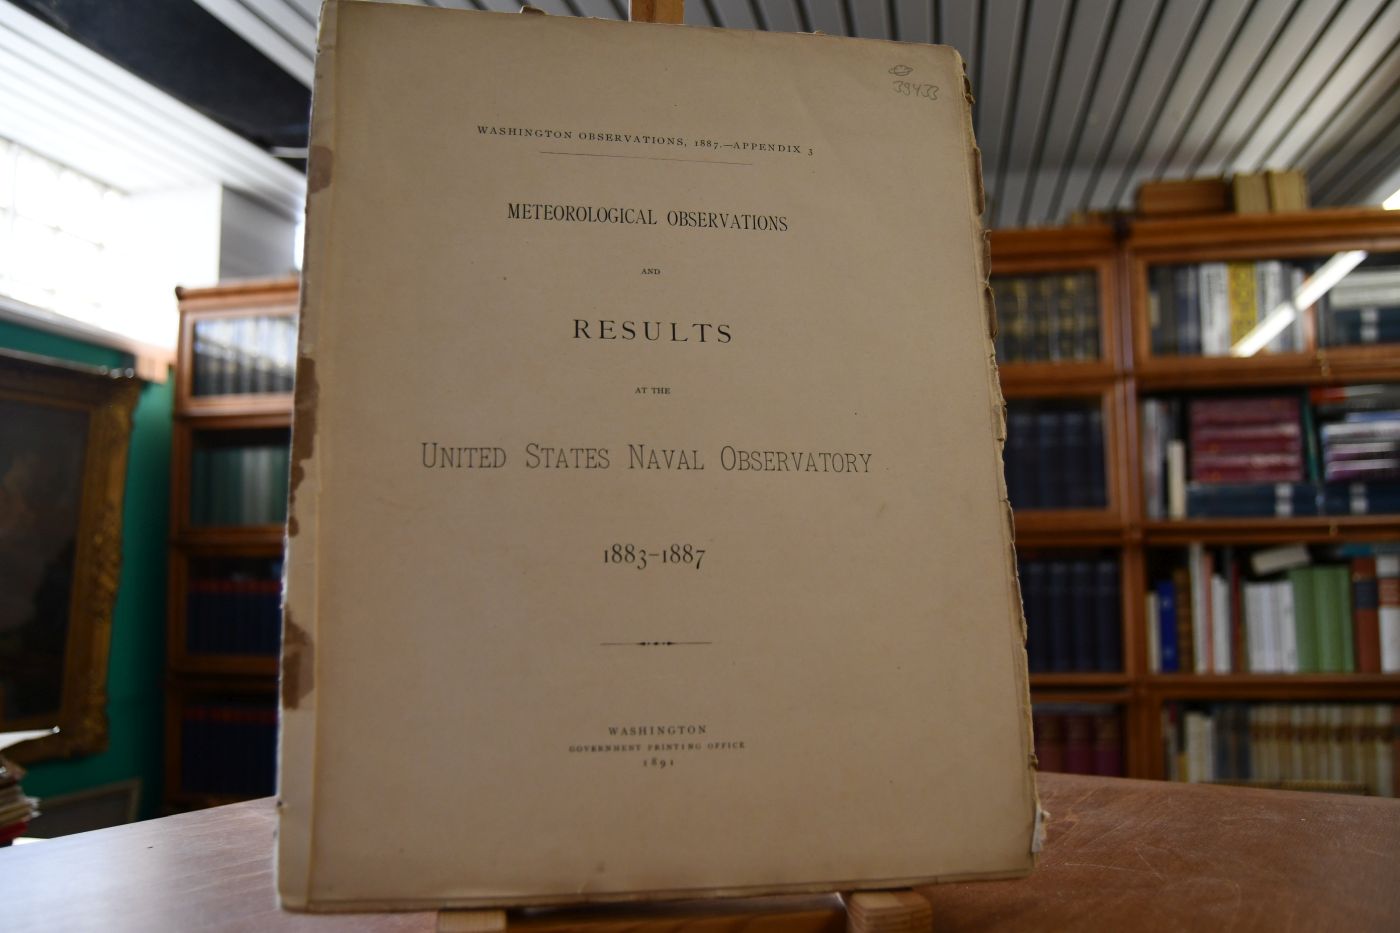 39433
WASHINGTON OBSERVATIONS, 1887.—APPENDIX 3
METEOROLOGICAL OBSERVATIONS
AND
RESULTS
AT THE
UNITED STATES NAVAL OBSERVATORY
1883–1887
WASHINGTON
GOVERNMENT PRINTING OFFICE
1891